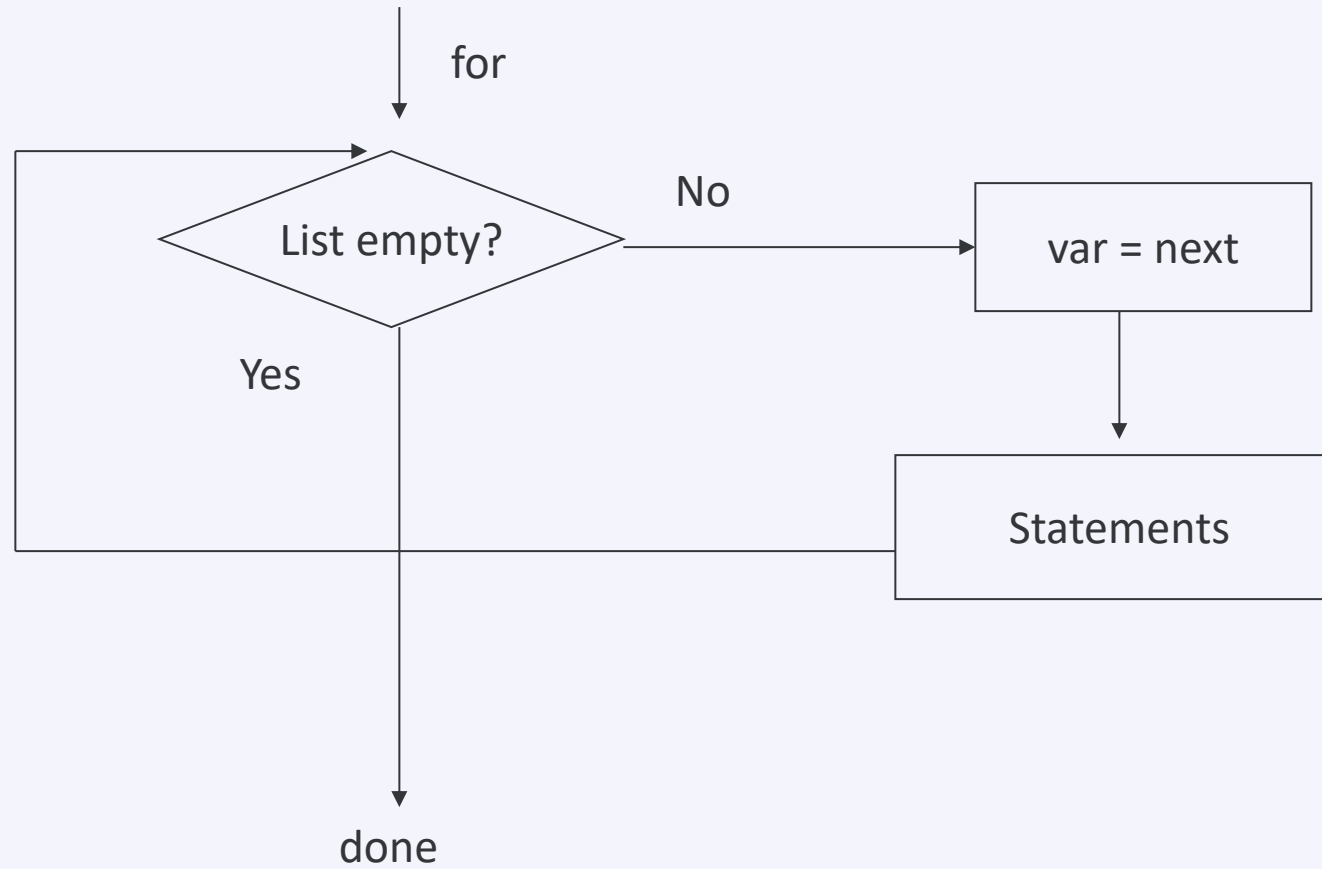 for
No
List empty?
var = next
Yes
Statements
done